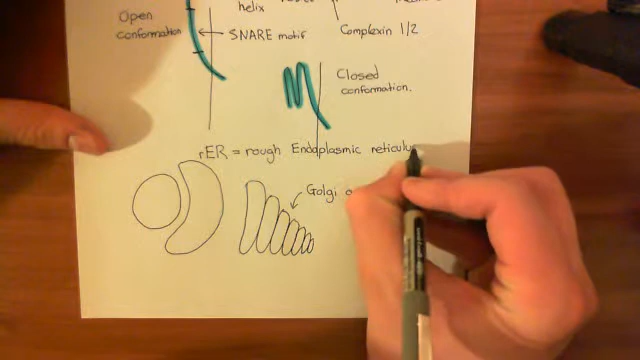 Open
conformation
helix
SNARE motif
Complexin 1/2
Closed
conformation.
rER = rough Endoplasmic reticulu
Golgi